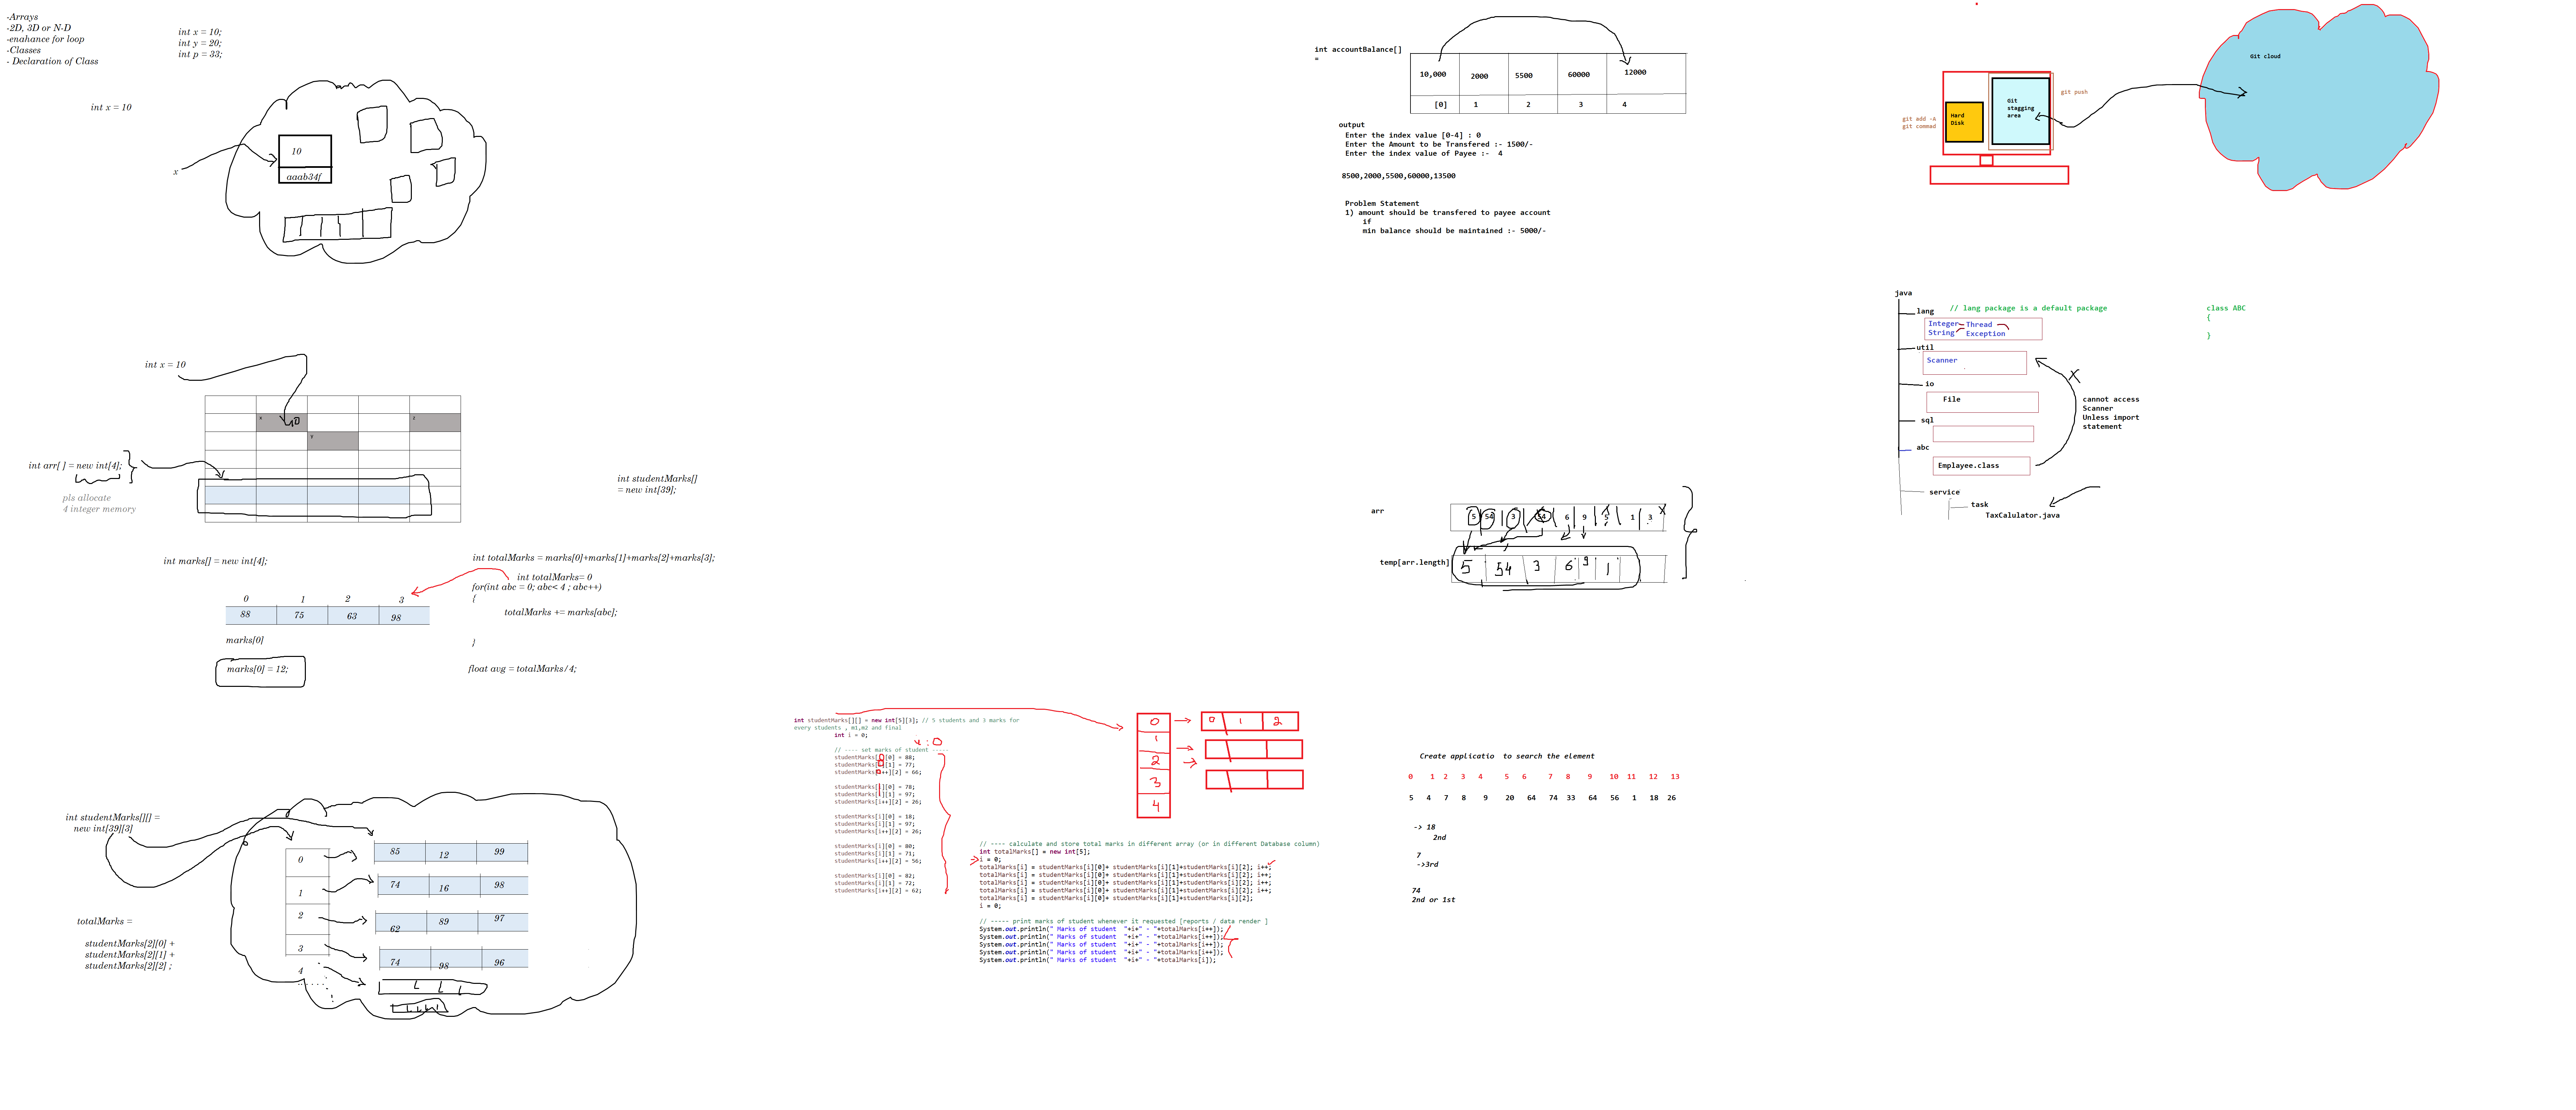 -Arrays
-2D, 3D or N-D
-enahance for loop
-Classes
- Declaration of Class
int x = 10;
int y = 20;
int p = 33;
int x = 10
10
aaab34f
x
int x = 10
x
10
z
y
int arr[ ] = new int[4];
pls allocate
4 integer memory
int studentMarks[]
= new int[39];
int marks[] = new int[4];
0 1 2 3
88 75 63 98
marks[0]
marks[0] = 12;
int totalMarks = marks[0]+marks[1]+marks[2]+marks[3];
int totalMarks= 0
for(int abc = 0; abc< 4 ; abc++)
{
totalMarks += marks[abc];
}
float avg = totalMarks/4;
int studentMarks[][] =
new int[39][3]
0 85 12 99
1 74 16 98
2 62 89 97
3 74 98 96
4
totalMarks =
studentMarks[2][0] +
studentMarks[2][1] +
studentMarks[2][2] ;
int studentMarks[][] = new int[5][3]; // 5 students and 3 marks for
every students , m1,m2 and final
int i = 0;
// ---- set marks of student -----
studentMarks[i][0] = 88;
studentMarks[i][1] = 77;
studentMarks[i++][2] = 66;
studentMarks[i][0] = 78;
studentMarks[i][1] = 97;
studentMarks[i++][2] = 26;
studentMarks[i][0] = 18;
studentMarks[i][1] = 97;
studentMarks[i++][2] = 26;
studentMarks[i][0] = 80;
studentMarks[i][1] = 71;
studentMarks[i++][2] = 56;
studentMarks[i][0] = 82;
studentMarks[i][1] = 72;
studentMarks[i++][2] = 62;
0
1
2
3
4
0 1 2
// ---- calculate and store total marks in different array (or in different Database column)
int totalMarks[] = new int[5];
i = 0;
totalMarks[i] = studentMarks[i][0]+ studentMarks[i][1]+studentMarks[i][2]; i++;
totalMarks[i] = studentMarks[i][0]+ studentMarks[i][1]+studentMarks[i][2]; i++;
totalMarks[i] = studentMarks[i][0]+ studentMarks[i][1]+studentMarks[i][2]; i++;
totalMarks[i] = studentMarks[i][0]+ studentMarks[i][1]+studentMarks[i][2]; i++;
totalMarks[i] = studentMarks[i][0]+ studentMarks[i][1]+studentMarks[i][2];
i = 0;
// ----- print marks of student whenever it requested [reports / data render ]
System.out.println(" Marks of student "+i+" - "+totalMarks[i++]);
System.out.println(" Marks of student "+i+" - "+totalMarks[i++]);
System.out.println(" Marks of student "+i+" - "+totalMarks[i++]);
System.out.println(" Marks of student "+i+" - "+totalMarks[i++]);
System.out.println(" Marks of student "+i+" - "+totalMarks[i]);
int accountBalance[]
=
10,000 2000 5500 60000 12000
[0] 1 2 3 4
output
Enter the index value [0-4] : 0
Enter the Amount to be Transfered :- 1500/-
Enter the index value of Payee :- 4
8500,2000,5500,60000,13500
Problem Statement
1) amount should be transfered to payee account
if
min balance should be maintained :- 5000/-
arr
5 54 3 54 6 9 5 1 3
temp[arr.length]
5 54 3 6 9 1
Create applicatio to search the element
0 1 2 3 4 5 6 7 8 9 10 11 12 13
5 4 7 8 9 20 64 74 33 64 56 1 18 26
-> 18
2nd
7
->3rd
74
2nd or 1st
Git cloud
git push
Git
stagging
area
Hard
Disk
git add -A
git commad
java
lang // lang package is a default package
Integer Thread
String Exception
util
Scanner
io
File
sql
abc
Emplayee.class
service
task
TaxCalulator.java
X
cannot access
Scanner
Unless import
statement
class ABC
{
}